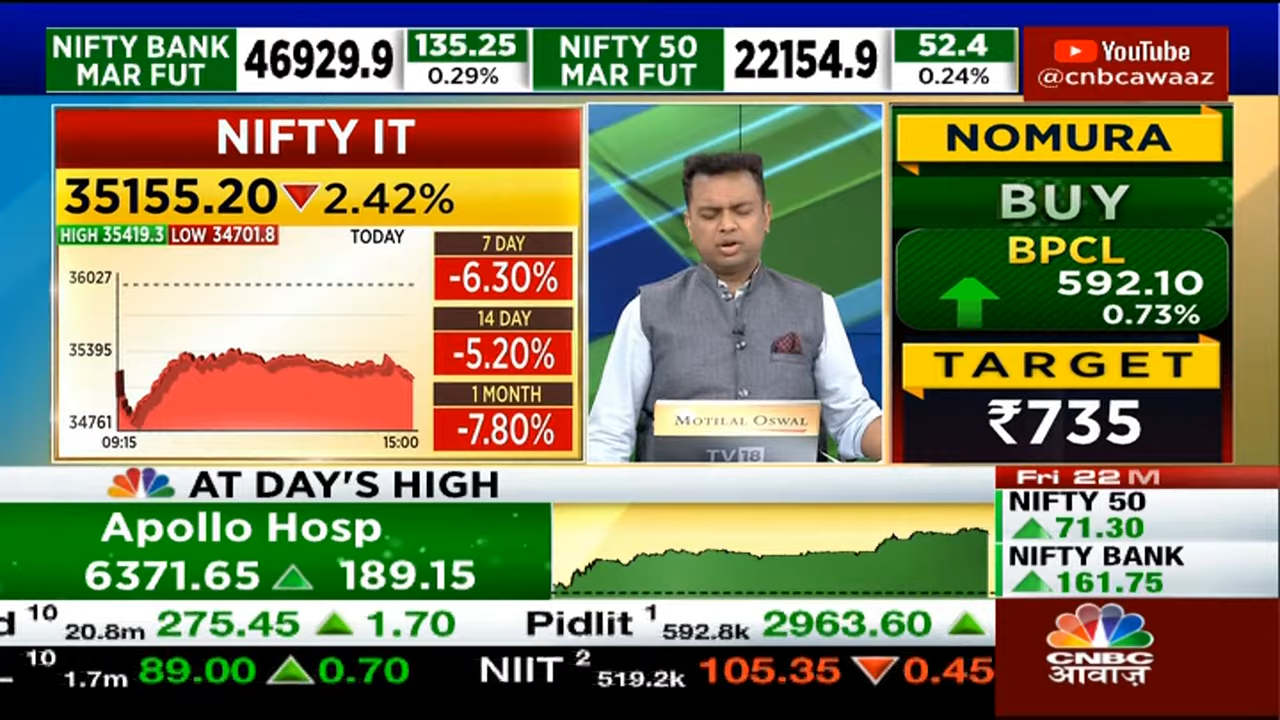 NIFTY BANK
MAR FUT
46929.9
135.25
0.29%
NIFTY 50
MAR FUT
22154.9
52.4
0.24%
YouTube
@cnbcawaaz
NIFTY IT
35155.20 ▼ 2.42%
HIGH 35419.3 LOW 34701.8
TODAY
36027
35395
34761
09:15
15:00
7 DAY
-6.30%
14 DAY
-5.20%
1 MONTH
-7.80%
MOTILAL OSWAL
TV18
NOMURA
BUY
BPCL
592.10
0.73%
TARGET
₹735
AT DAY'S HIGH
Apollo Hosp
6371.65 ▲ 189.15
Fri 22 M
NIFTY 50
▲71.30
NIFTY BANK
▲161.75
d 10 20.8m 275.45 ▲ 1.70 Pidlit 1 592.8k 2963.60 ▲
10 1.7m 89.00 ▲ 0.70 NIIT 2 519.2k 105.35 ▼ 0.45
CNBC
आवाज़